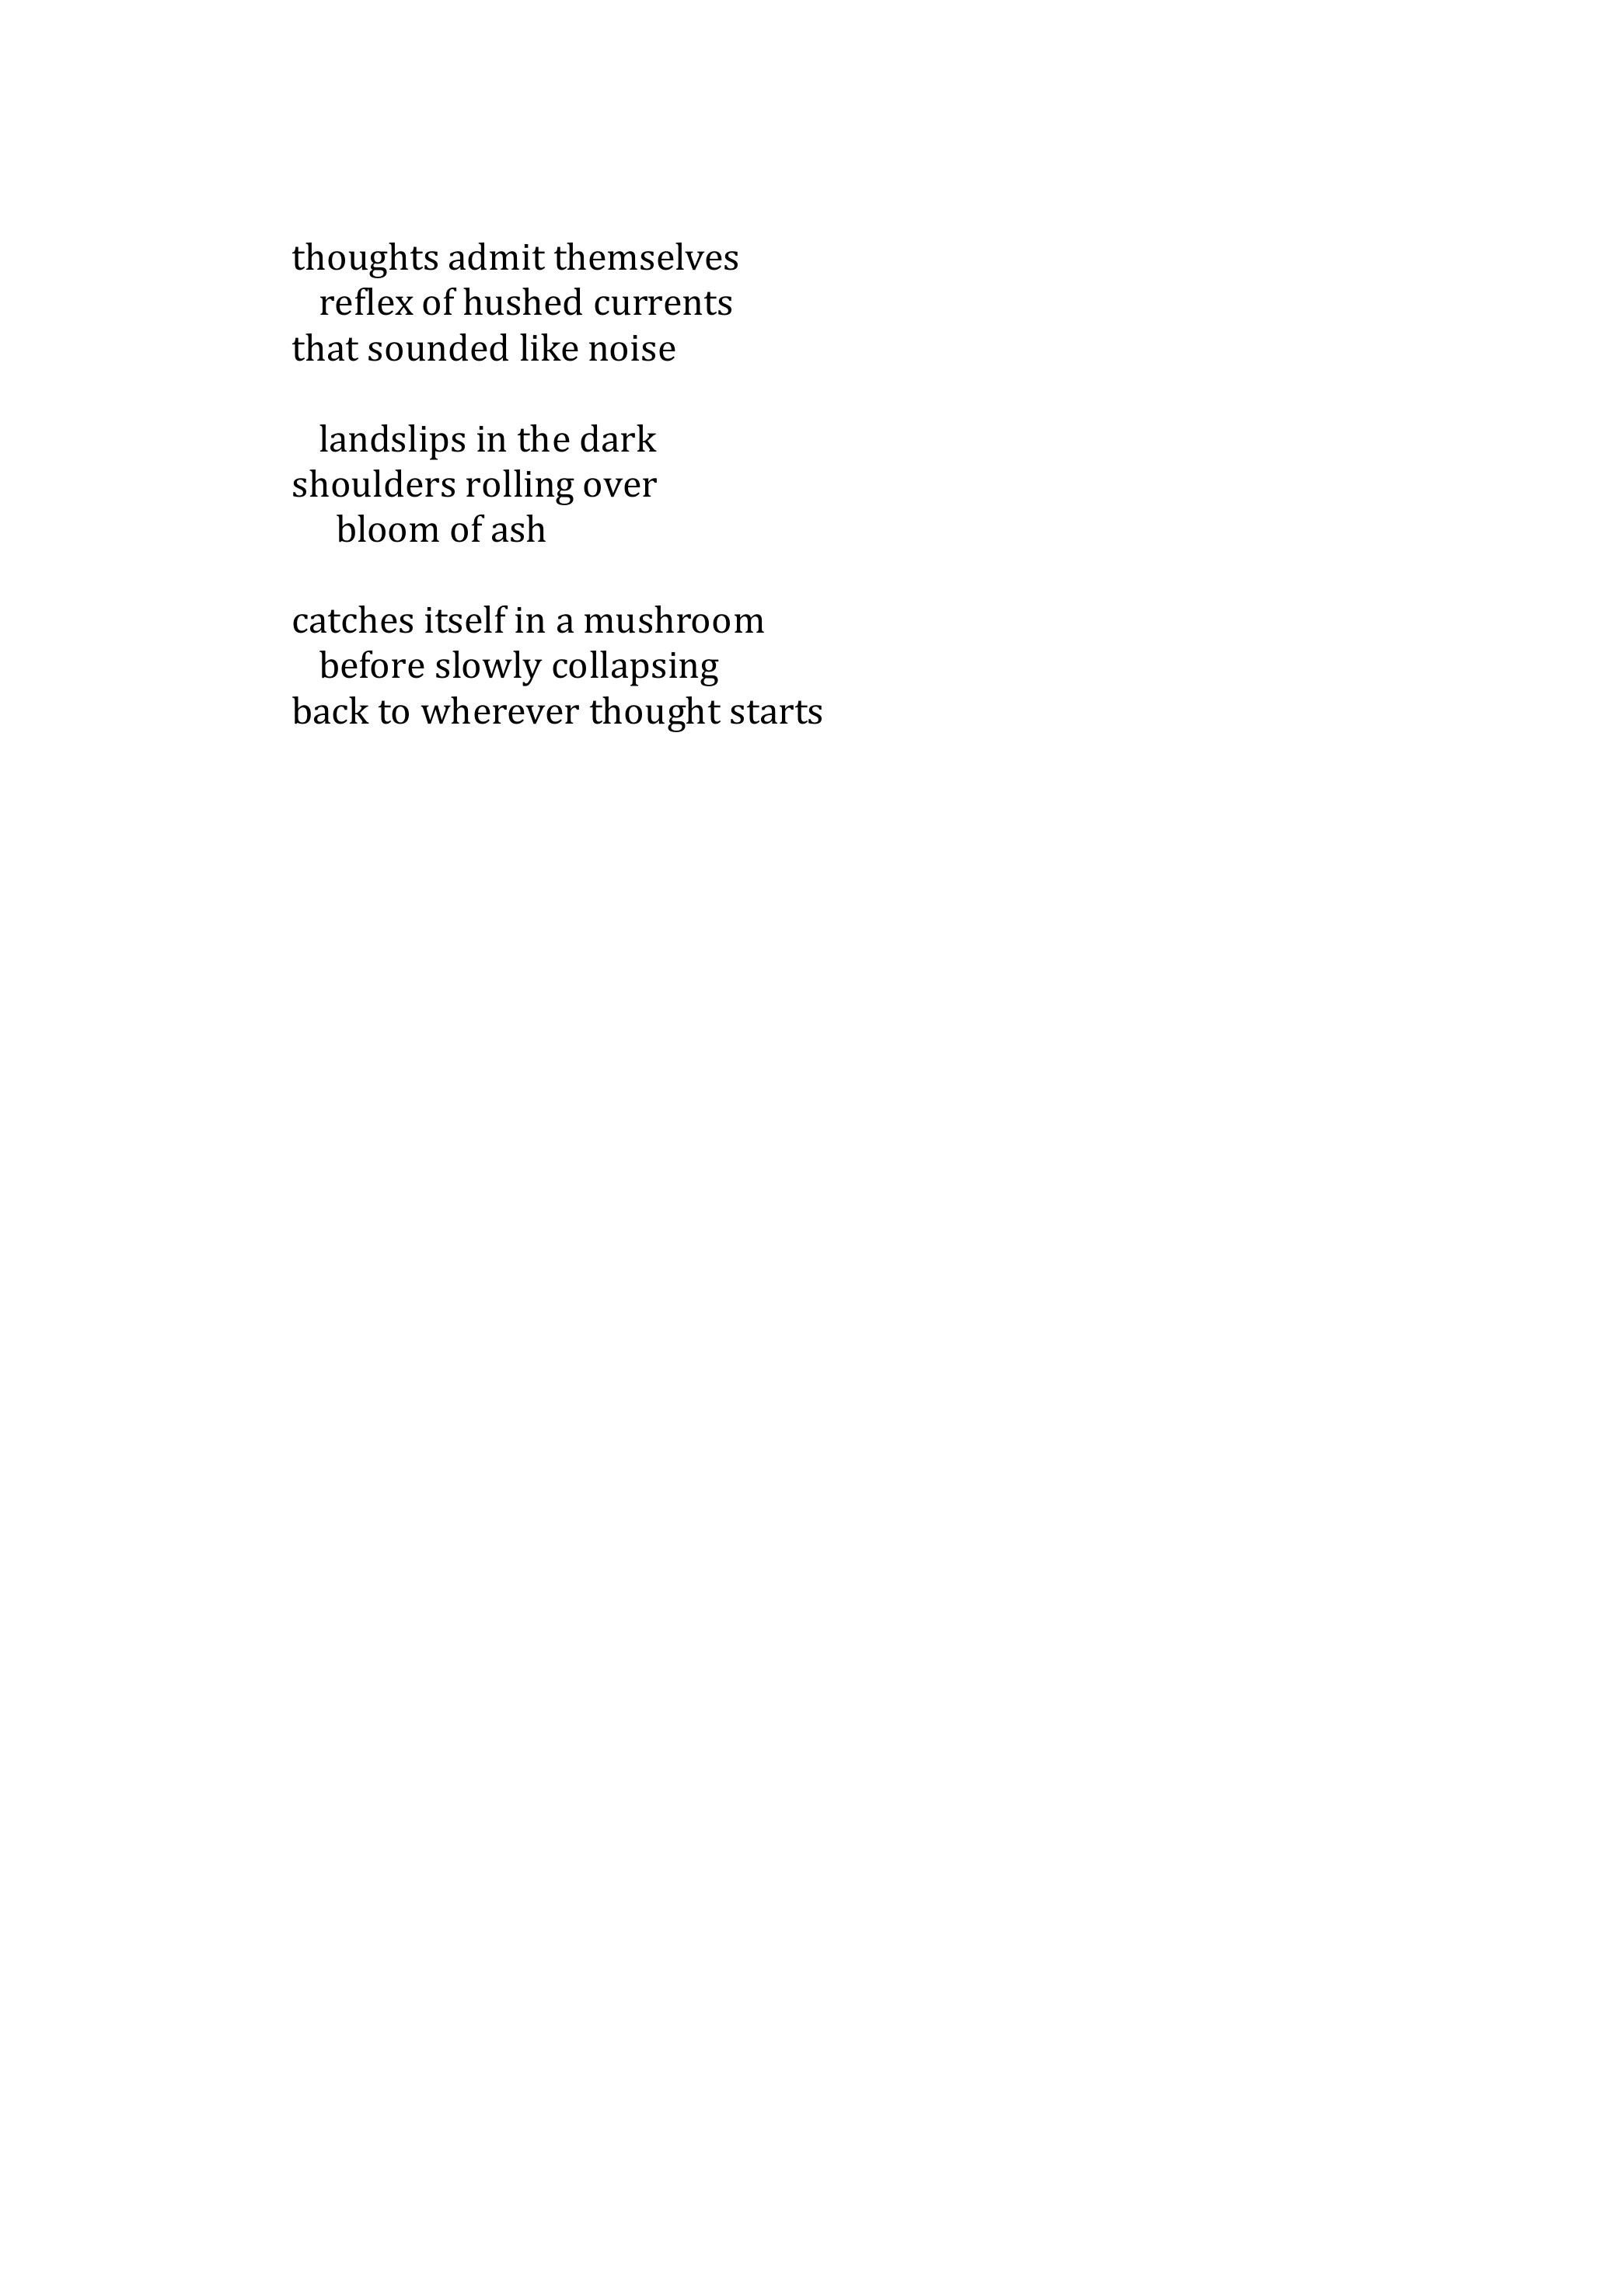 thoughts admit themselves
reflex of hushed currents
that sounded like noise
landslips in the dark
shoulders rolling over
bloom of ash
catches itself in a mushroom
before slowly collapsing
back to wherever thought starts